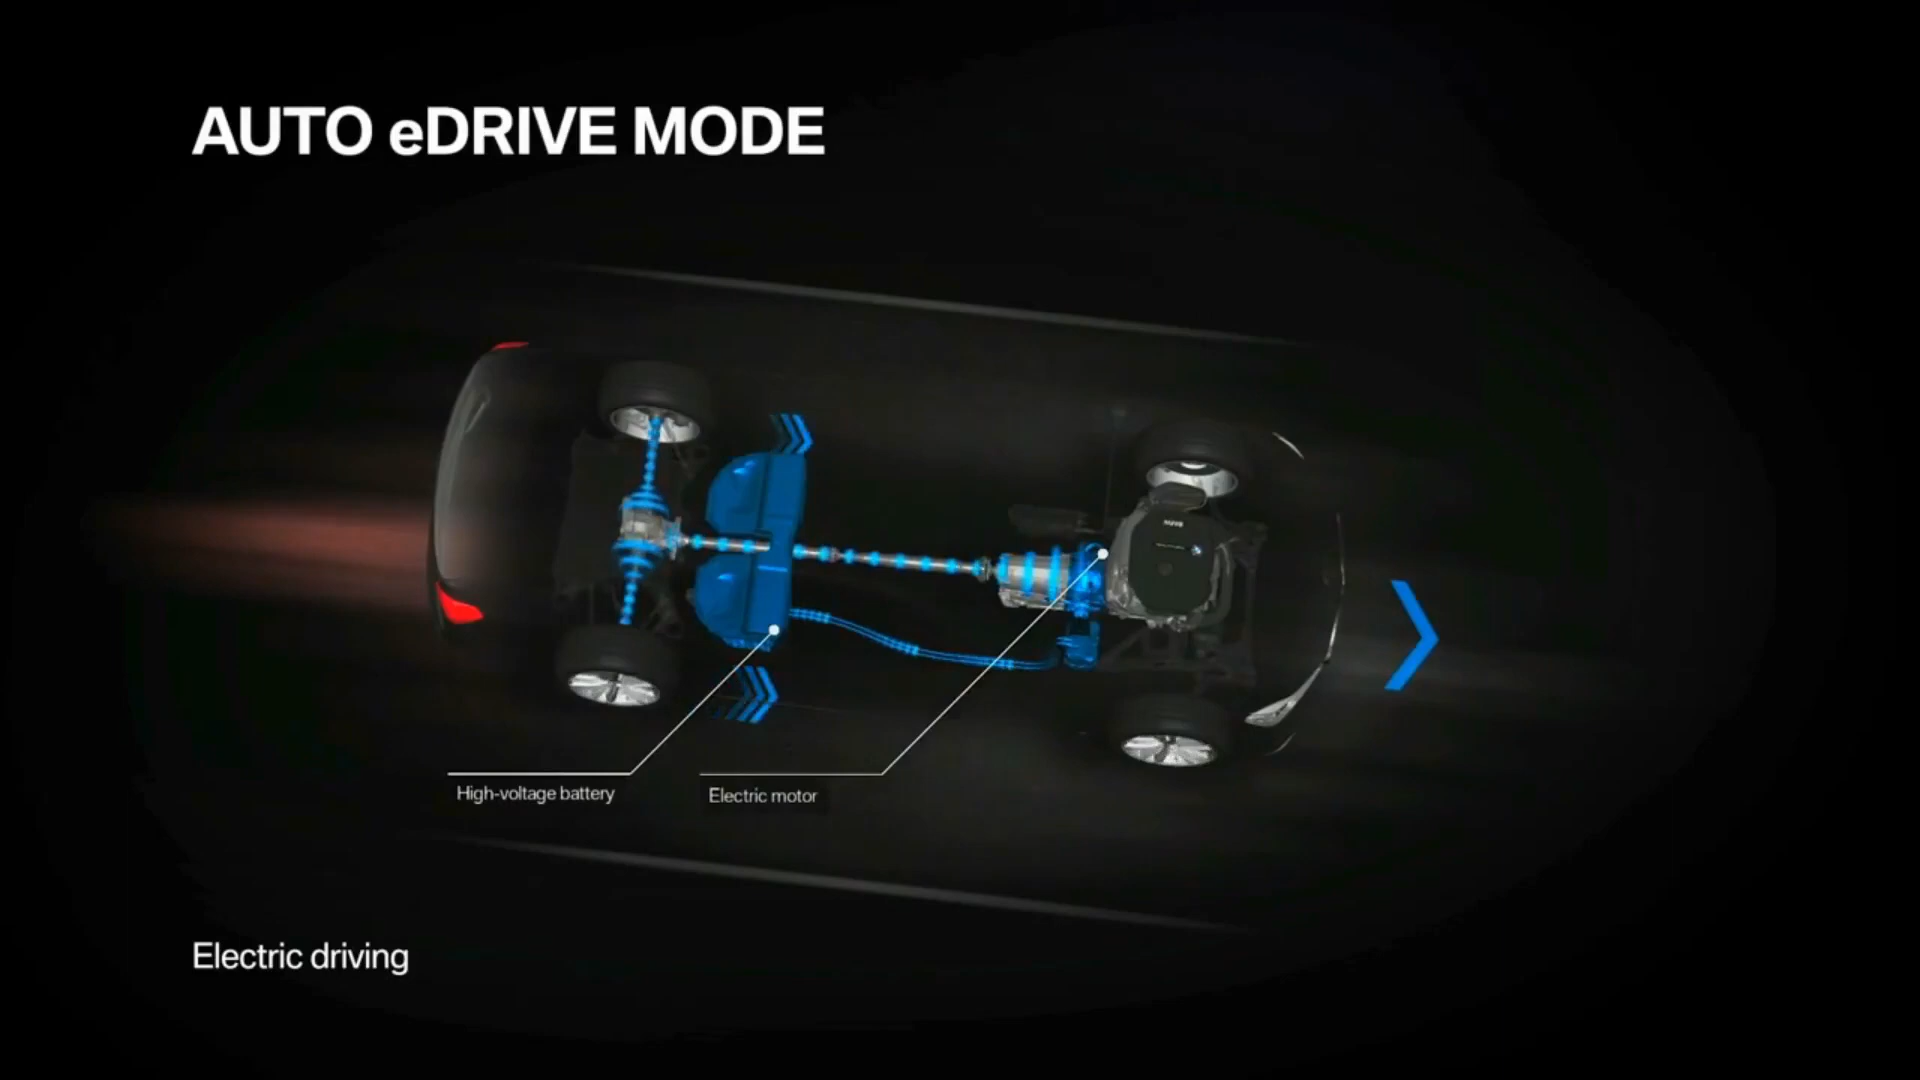 AUTO eDRIVE MODE
High-voltage battery
Electric motor
Electric driving